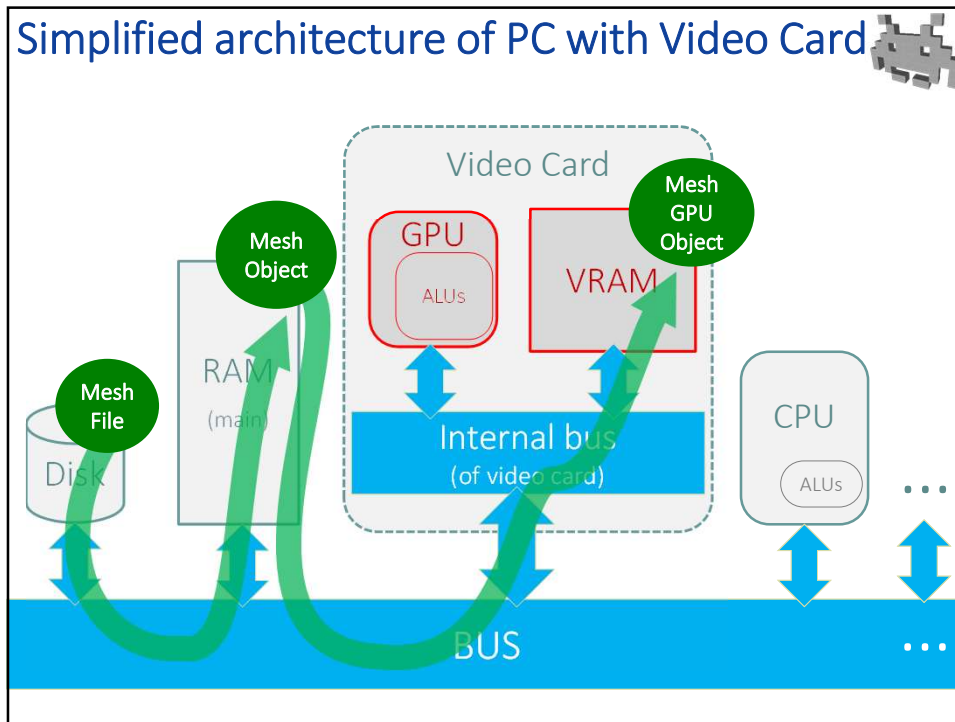 Simplified architecture of PC with Video Card
Video Card
Mesh
GPU
Object
Mesh
Object
GPU
ALUs
VRAM
RAM
(main)
Mesh
File
Disk
Internal bus
(of video card)
CPU
ALUs
...
BUS
...